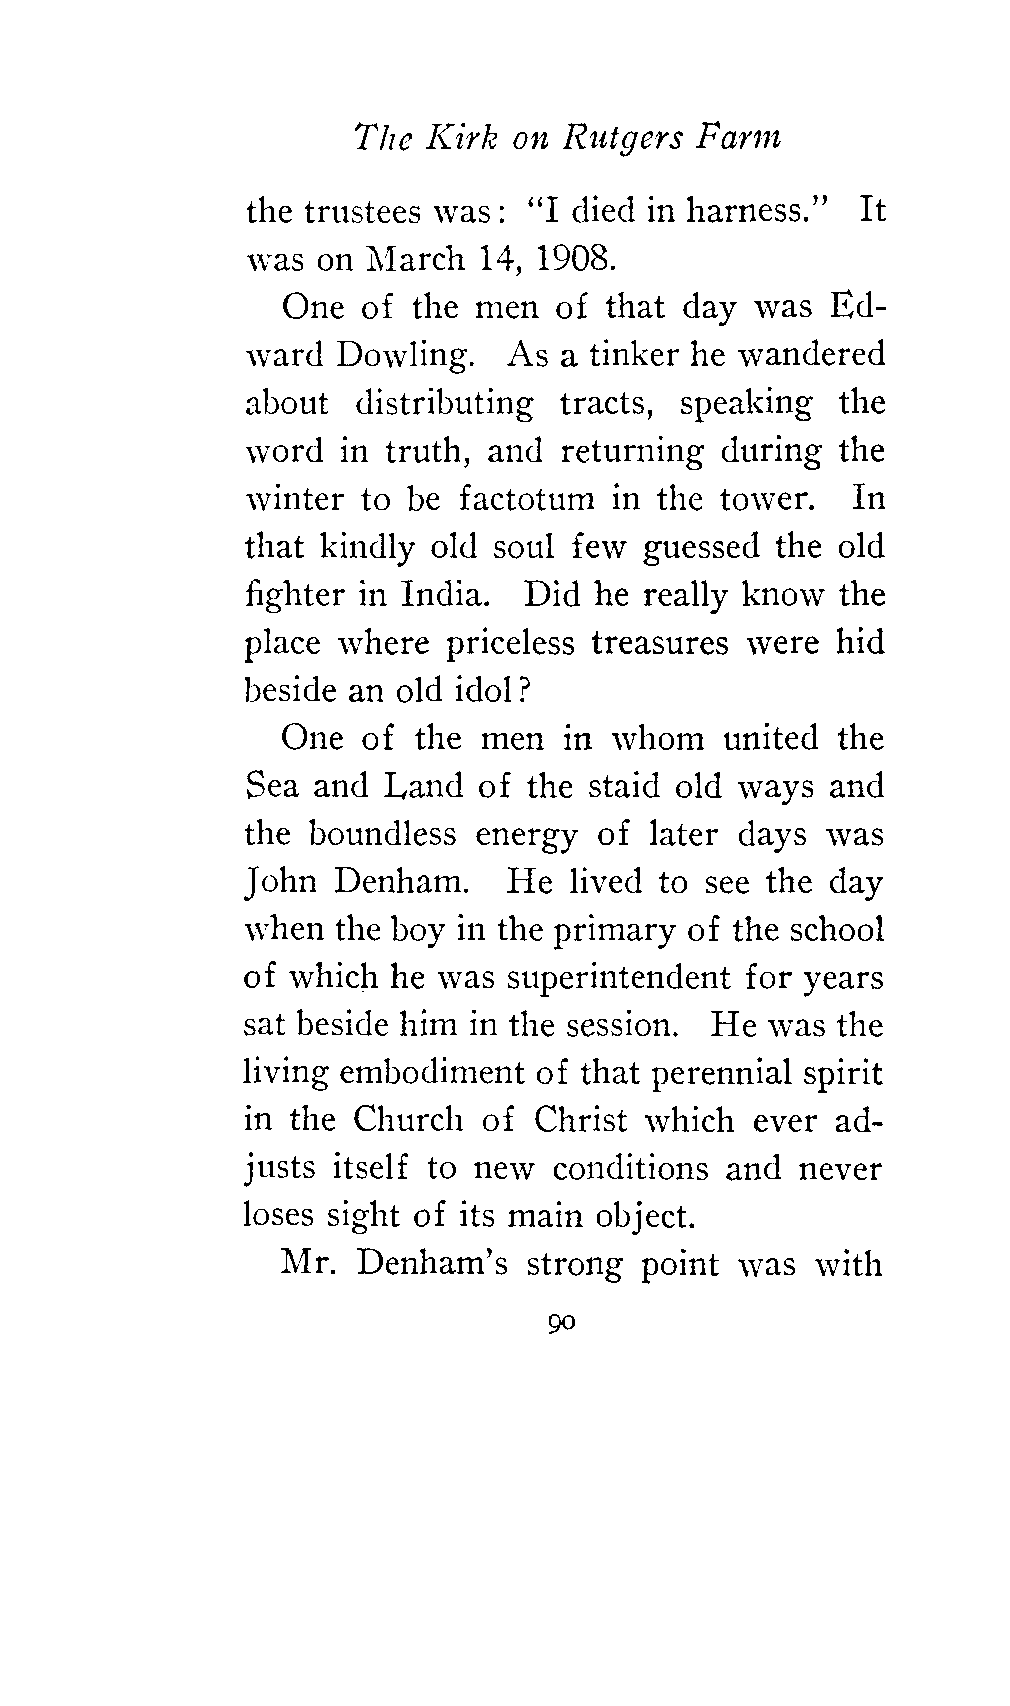 The Kirk on Rutgers Farm
the trustees was: “I died in harness.” It
was on March 14, 1908.
One of the men of that day was Ed-
ward Dowling. As a tinker he wandered
about distributing tracts, speaking the
word in truth, and returning during the
winter to be factotum in the tower. In
that kindly old soul few guessed the old
fighter in India. Did he really know the
place where priceless treasures were hid
beside an old idol?
One of the men in whom united the
Sea and Land of the staid old ways and
the boundless energy of later days was
John Denham. He lived to see the day
when the boy in the primary of the school
of which he was superintendent for years
sat beside him in the session. He was the
living embodiment of that perennial spirit
in the Church of Christ which ever ad-
justs itself to new conditions and never
loses sight of its main object.
Mr. Denham’s strong point was with
90